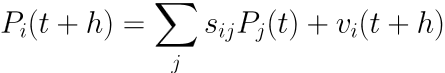 P_i(t + h) = \sum_j s_{ij} P_j(t) + v_i(t + h)